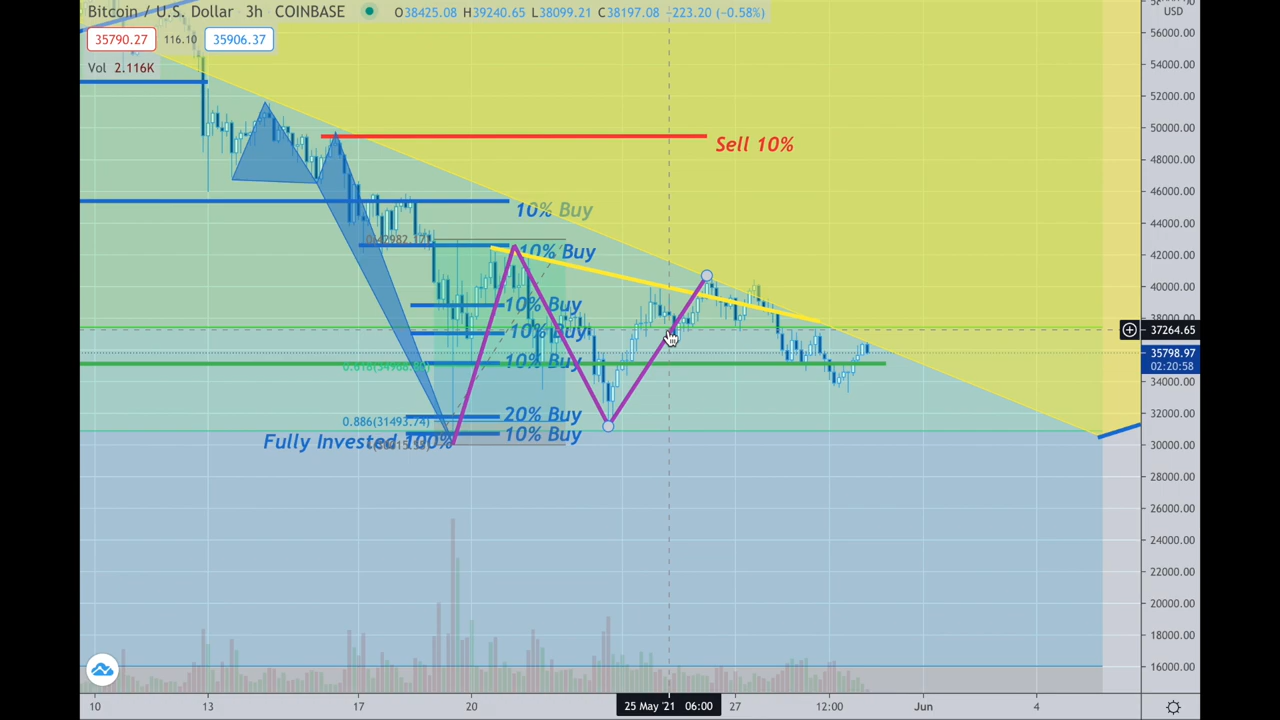 Bitcoin / U.S. Dollar • 3h • COINBASE O38425.08 H39240.65 L38099.21 C38197.08 −223.20 (−0.58%)
USD
35790.27 116.10 35906.37
Vol 2.116K
56000.00
54000.00
52000.00
50000.00
Sell 10%
48000.00
46000.00
10% Buy
44000.00
10% Buy
42000.00
40000.00
10% Buy
38000.00
10% Buy
37264.65
35798.97
02:20:58
10% Buy
34000.00
20% Buy
0.886(31493.74)
32000.00
10% Buy
Fully Invested 100%
30000.00
28000.00
26000.00
24000.00
22000.00
20000.00
18000.00
16000.00
10 13 17 20 25 May '21 06:00 27 12:00 Jun 4